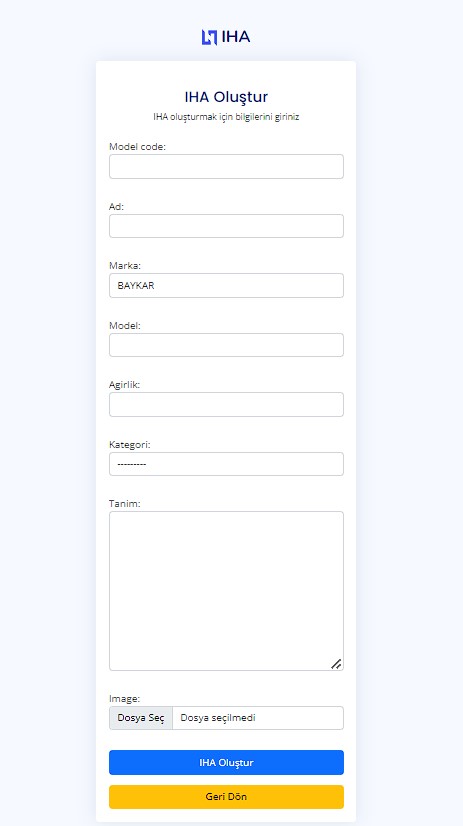 IHA
IHA Oluştur
IHA oluşturmak için bilgilerini giriniz
Model code:
Ad:
Marka:
BAYKAR
Model:
Agirlik:
Kategori:
---------
Tanim:
Image:
Dosya Seç Dosya seçilmedi
IHA Oluştur
Geri Dön